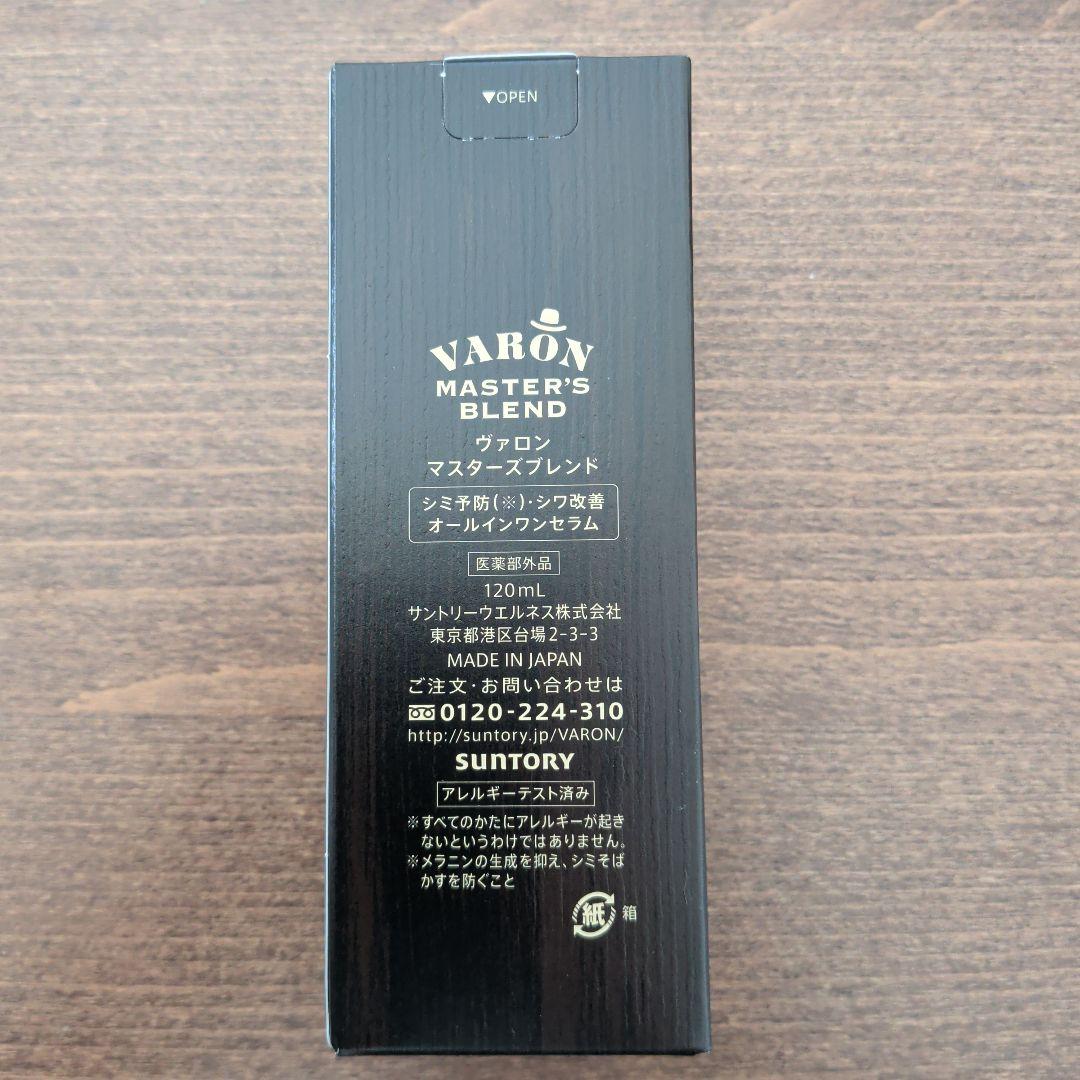 ▼OPEN
VARON
MASTER'S
BLEND
ヴァロン
マスターズブレンド
シミ予防(※)・シワ改善
オールインワンセラム
医薬部外品
120mL
サントリーウエルネス株式会社
東京都港区台場2-3-3
MADE IN JAPAN
ご注文・お問い合わせは
0120-224-310
http://suntory.jp/VARON/
SUNTORY
アレルギーテスト済み
※すべてのかたにアレルギーが起き
ないというわけではありません。
※メラニンの生成を抑え、シミそば
かすを防ぐこと
紙 箱